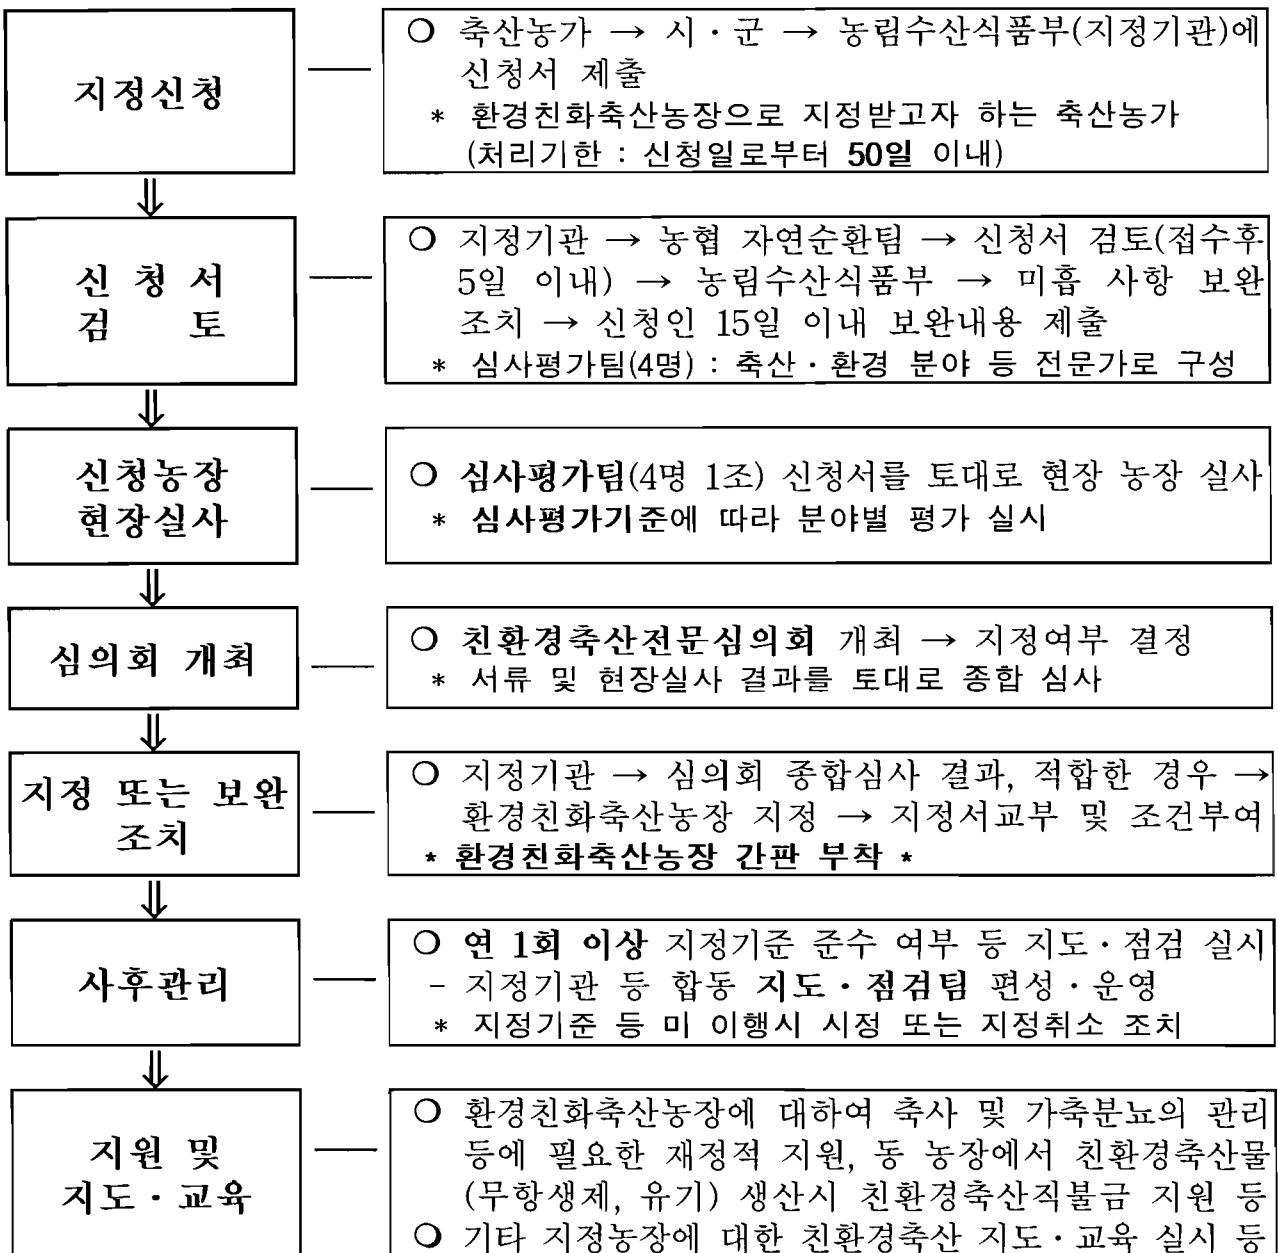 지정신청
○ 축산농가 → 시·군 → 농림수산식품부(지정기관)에
신청서 제출
* 환경친화축산농장으로 지정받고자 하는 축산농가
(처리기한 : 신청일로부터 50일 이내)
⇓
신 청 서
검 토
○ 지정기관 → 농협 자연순환팀 → 신청서 검토(접수후
5일 이내) → 농림수산식품부 → 미흡 사항 보완
조치 → 신청인 15일 이내 보완내용 제출
* 심사평가팀(4명) : 축산·환경 분야 등 전문가로 구성
⇓
신청농장
현장실사
○ 심사평가팀(4명 1조) 신청서를 토대로 현장 농장 실사
* 심사평가기준에 따라 분야별 평가 실시
⇓
심의회 개최
○ 친환경축산전문심의회 개최 → 지정여부 결정
* 서류 및 현장실사 결과를 토대로 종합 심사
⇓
지정 또는 보완
조치
○ 지정기관 → 심의회 종합심사 결과, 적합한 경우 →
환경친화축산농장 지정 → 지정서교부 및 조건부여
* 환경친화축산농장 간판 부착 *
⇓
사후관리
○ 연 1회 이상 지정기준 준수 여부 등 지도·점검 실시
- 지정기관 등 합동 지도·점검팀 편성·운영
* 지정기준 등 미 이행시 시정 또는 지정취소 조치
⇓
지원 및
지도·교육
○ 환경친화축산농장에 대하여 축사 및 가축분뇨의 관리
등에 필요한 재정적 지원, 동 농장에서 친환경축산물
(무항생제, 유기) 생산시 친환경축산직불금 지원 등
○ 기타 지정농장에 대한 친환경축산 지도·교육 실시 등